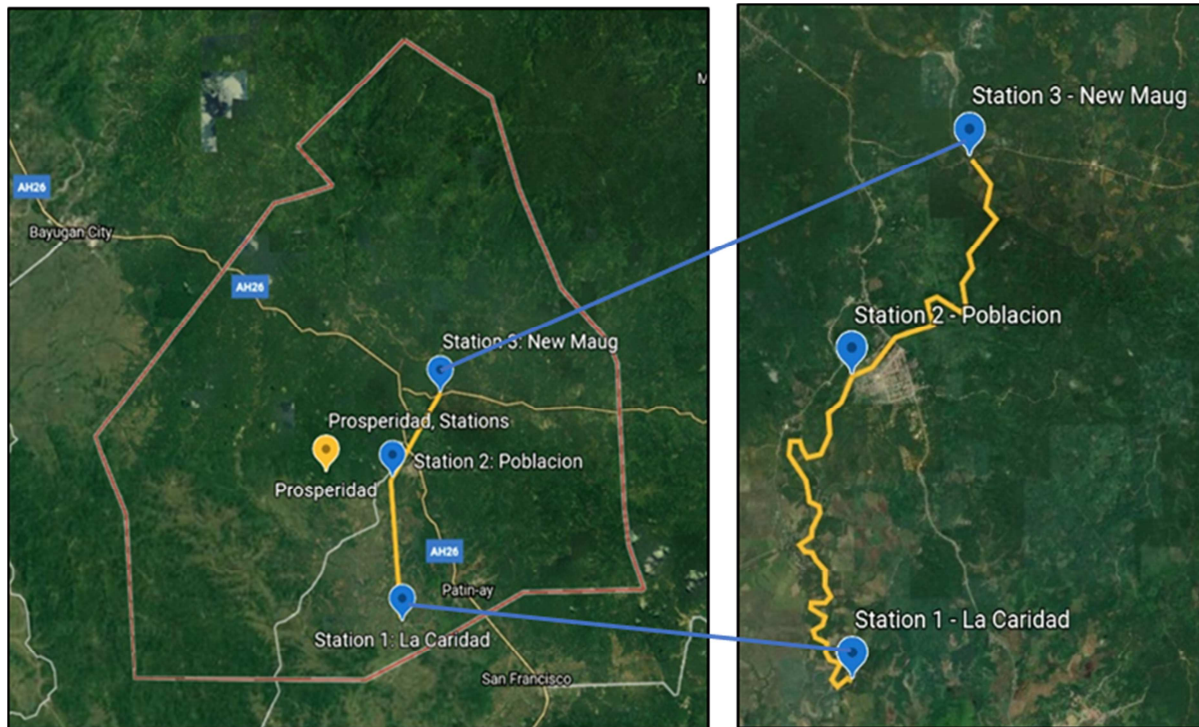 M
AH26
Bayugan City
AH26
Station 3: New Maug
Prosperidad, Stations
Station 2: Poblacion
Prosperidad
AH26
Patin-ay
Station 1: La Caridad
San Francisco
Station 3 - New Maug
Station 2 - Poblacion
Station 1 - La Caridad